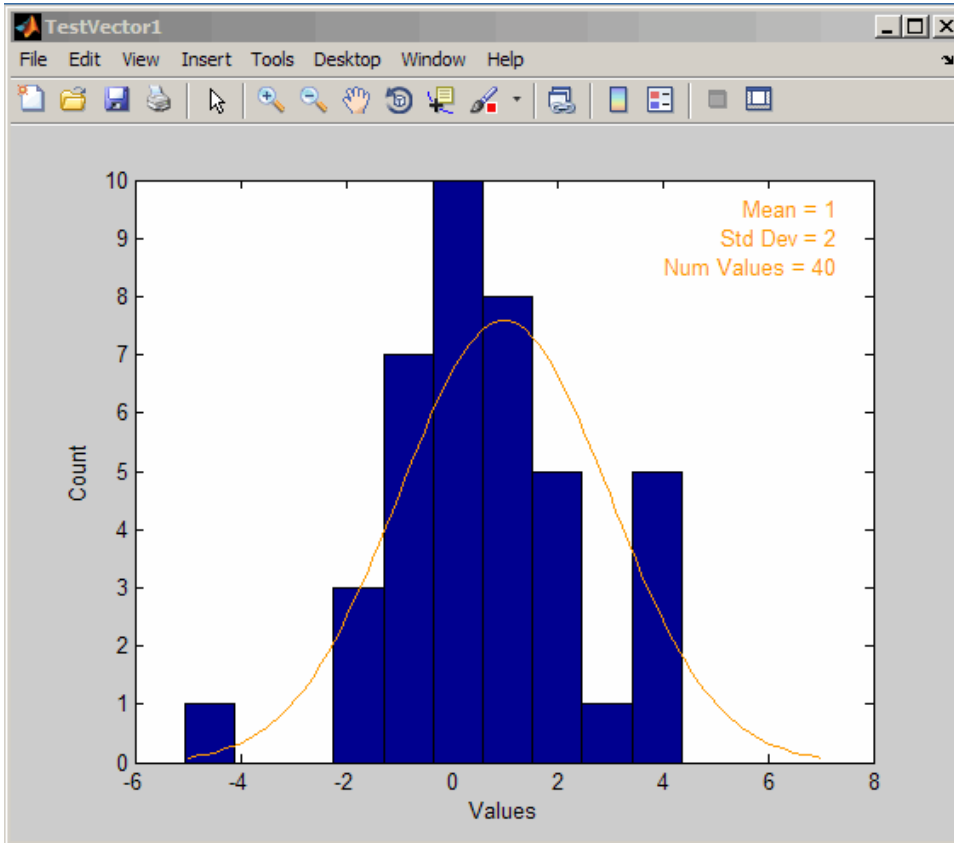 TestVector1
File Edit View Insert Tools Desktop Window Help
Mean = 1
Std Dev = 2
Num Values = 40
10
9
8
7
6
5
4
3
2
1
0
Count
-6 -4 -2 0 2 4 6 8
Values